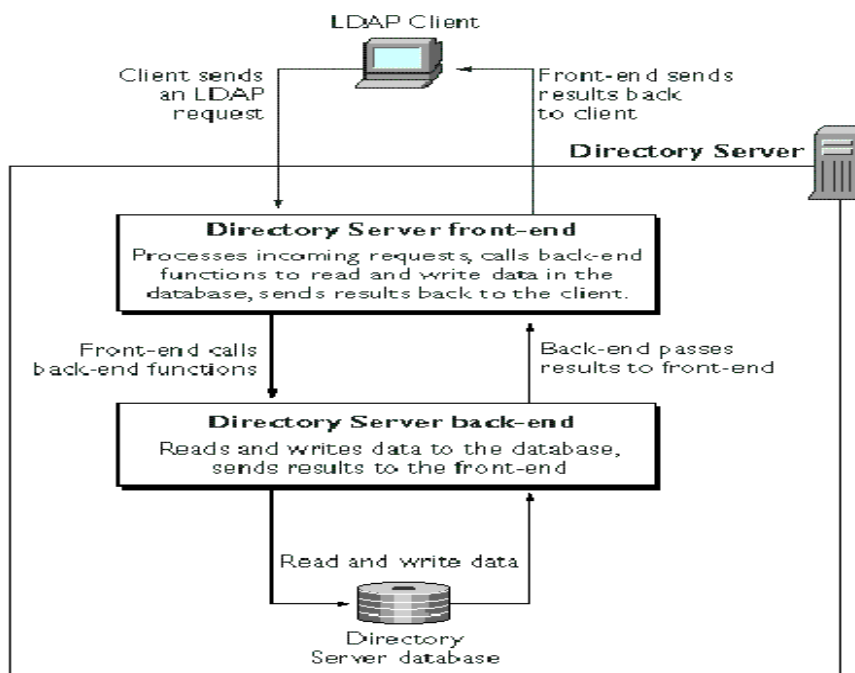 LDAP Client
Client sends
an LDAP
request
Front-end sends
results back
to client
Directory Server
Directory Server front-end
Processes incoming requests, calls back-end
functions to read and write data in the
database, sends results back to the client.
Front-end calls
back-end functions
Back-end passes
results to front-end
Directory Server back-end
Reads and writes data to the database,
sends results to the front-end
Read and write data
Directory
Server database